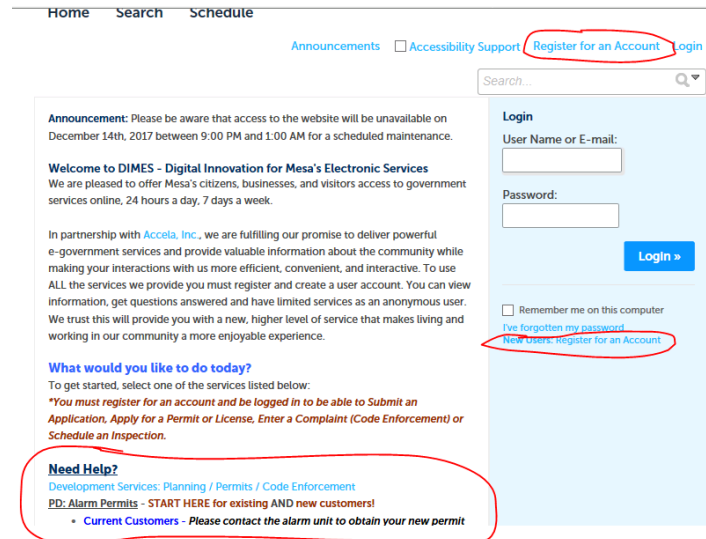 Home Search Schedule
Announcements Accessibility Support Register for an Account Login
Search...
Announcement: Please be aware that access to the website will be unavailable on
December 14th, 2017 between 9:00 PM and 1:00 AM for a scheduled maintenance.
Welcome to DIMES - Digital Innovation for Mesa's Electronic Services
We are pleased to offer Mesa's citizens, businesses, and visitors access to government
services online, 24 hours a day, 7 days a week.
In partnership with Accela, Inc., we are fulfilling our promise to deliver powerful
e-government services and provide valuable information about the community while
making your interactions with us more efficient, convenient, and interactive. To use
ALL the services we provide you must register and create a user account. You can view
information, get questions answered and have limited services as an anonymous user.
We trust this will provide you with a new, higher level of service that makes living and
working in our community a more enjoyable experience.
What would you like to do today?
To get started, select one of the services listed below:
*You must register for an account and be logged in to be able to Submit an
Application, Apply for a Permit or License, Enter a Complaint (Code Enforcement) or
Schedule an Inspection.
Need Help?
Development Services: Planning / Permits / Code Enforcement
PD: Alarm Permits - START HERE for existing AND new customers!
• Current Customers - Please contact the alarm unit to obtain your new permit
Login
User Name or E-mail:
Password:
Login »
Remember me on this computer
I've forgotten my password
New Users: Register for an Account